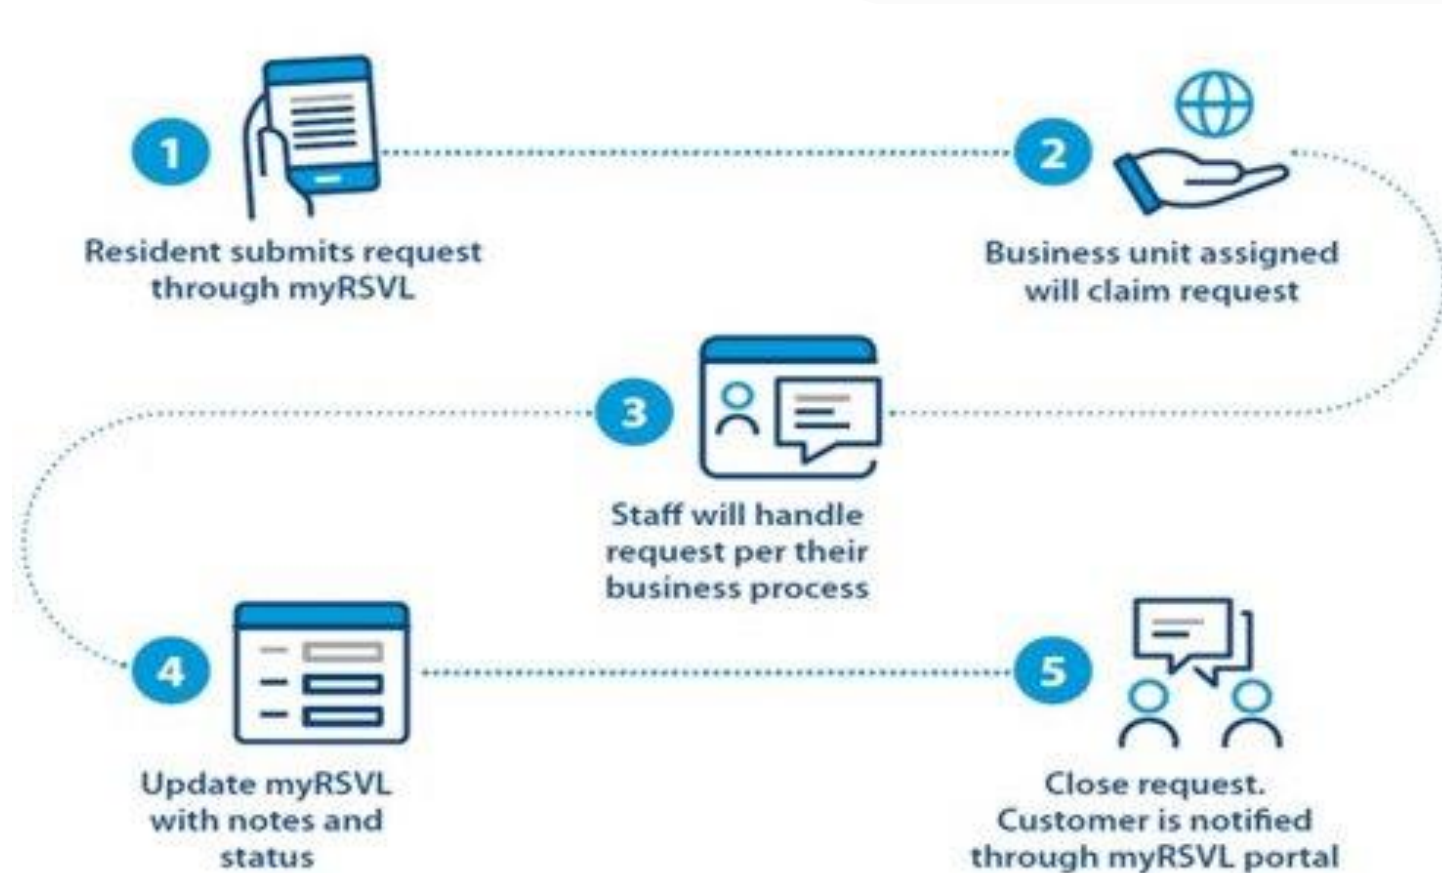 1
Resident submits request
through myRSVL
2
Business unit assigned
will claim request
3
Staff will handle
request per their
business process
4
Update myRSVL
with notes and
status
5
Close request.
Customer is notified
through myRSVL portal